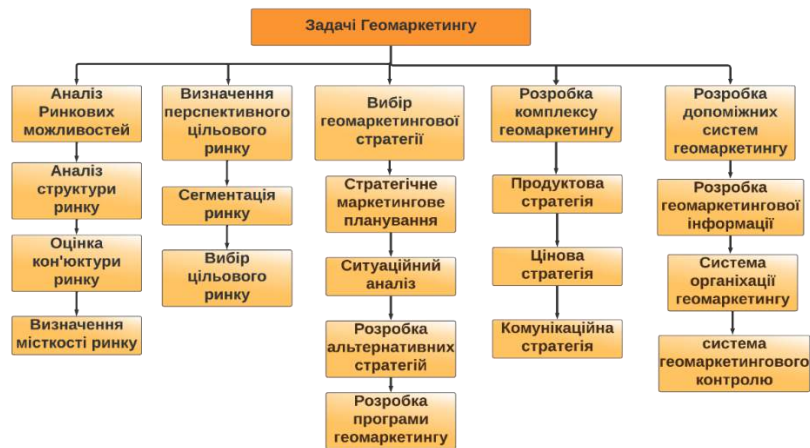 Задачі Геомаркетингу
Аналіз
Ринкових
можливостей
Аналіз
структури
ринку
Оцінка
кон'юктури
ринку
Визначення
місткості ринку
Визначення
перспективного
цільового
ринку
Сегментація
ринку
Вибір
цільового
ринку
Вибір
геомаркетингової
стратегії
Стратегічне
маркетингове
планування
Ситуаційний
аналіз
Розробка
альтернативних
стратегій
Розробка
програми
геомаркетингу
Розробка
комплексу
геомаркетингу
Продуктова
стратегія
Цінова
стратегія
Комунікаційна
стратегія
Розробка
допоміжних
систем
геомаркетингу
Розробка
геомаркетингової
інформації
Система
органіхації
геомаркетингу
система
геомаркетингового
контролю